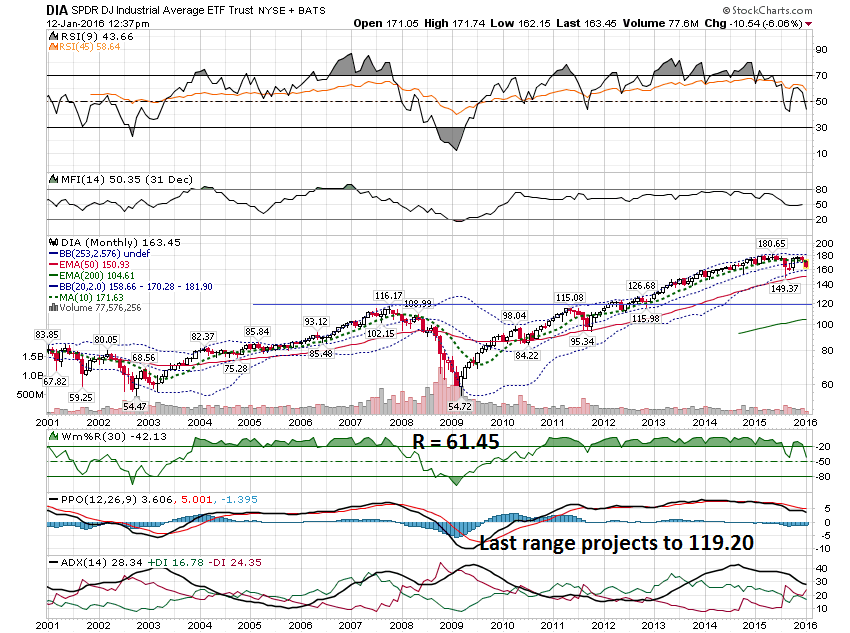 DIA SPDR DJ Industrial Average ETF Trust NYSE + BATS
© StockCharts.com
12-Jan-2016 12:37pm
Open 171.05 High 171.74 Low 162.15 Last 163.45 Volume 77.6M Chg -10.54 (-6.06%)
RSI(9) 43.66
RSI(45) 58.64
90
70
50
30
10
MFI(14) 50.35 (31 Dec)
80
50
20
DIA (Monthly) 163.45
BB(253,2.576) undef
EMA(50) 150.93
EMA(200) 104.61
BB(20,2.0) 158.66 - 170.28 - 181.90
MA(10) 171.63
Volume 77,576,256
200
180
160
140
120
100
80
60
1.5B
1.0B
500M
83.85
67.82
59.25
80.05
68.56
54.47
82.37
75.28
85.84
93.12
85.48
116.17
102.15
108.99
54.72
98.04
84.22
115.08
95.34
126.68
115.98
180.65
149.37
2001 2002 2003 2004 2005 2006 2007 2008 2009 2010 2011 2012 2013 2014 2015 2016
Wm%R(30) -42.13
R = 61.45
-20
-50
-80
PPO(12,26,9) 3.606, 5.001, -1.395
5
0
-5
-10
Last range projects to 119.20
ADX(14) 28.34 +DI 16.78 -DI 24.35
40
30
20
10
2001 2002 2003 2004 2005 2006 2007 2008 2009 2010 2011 2012 2013 2014 2015 2016